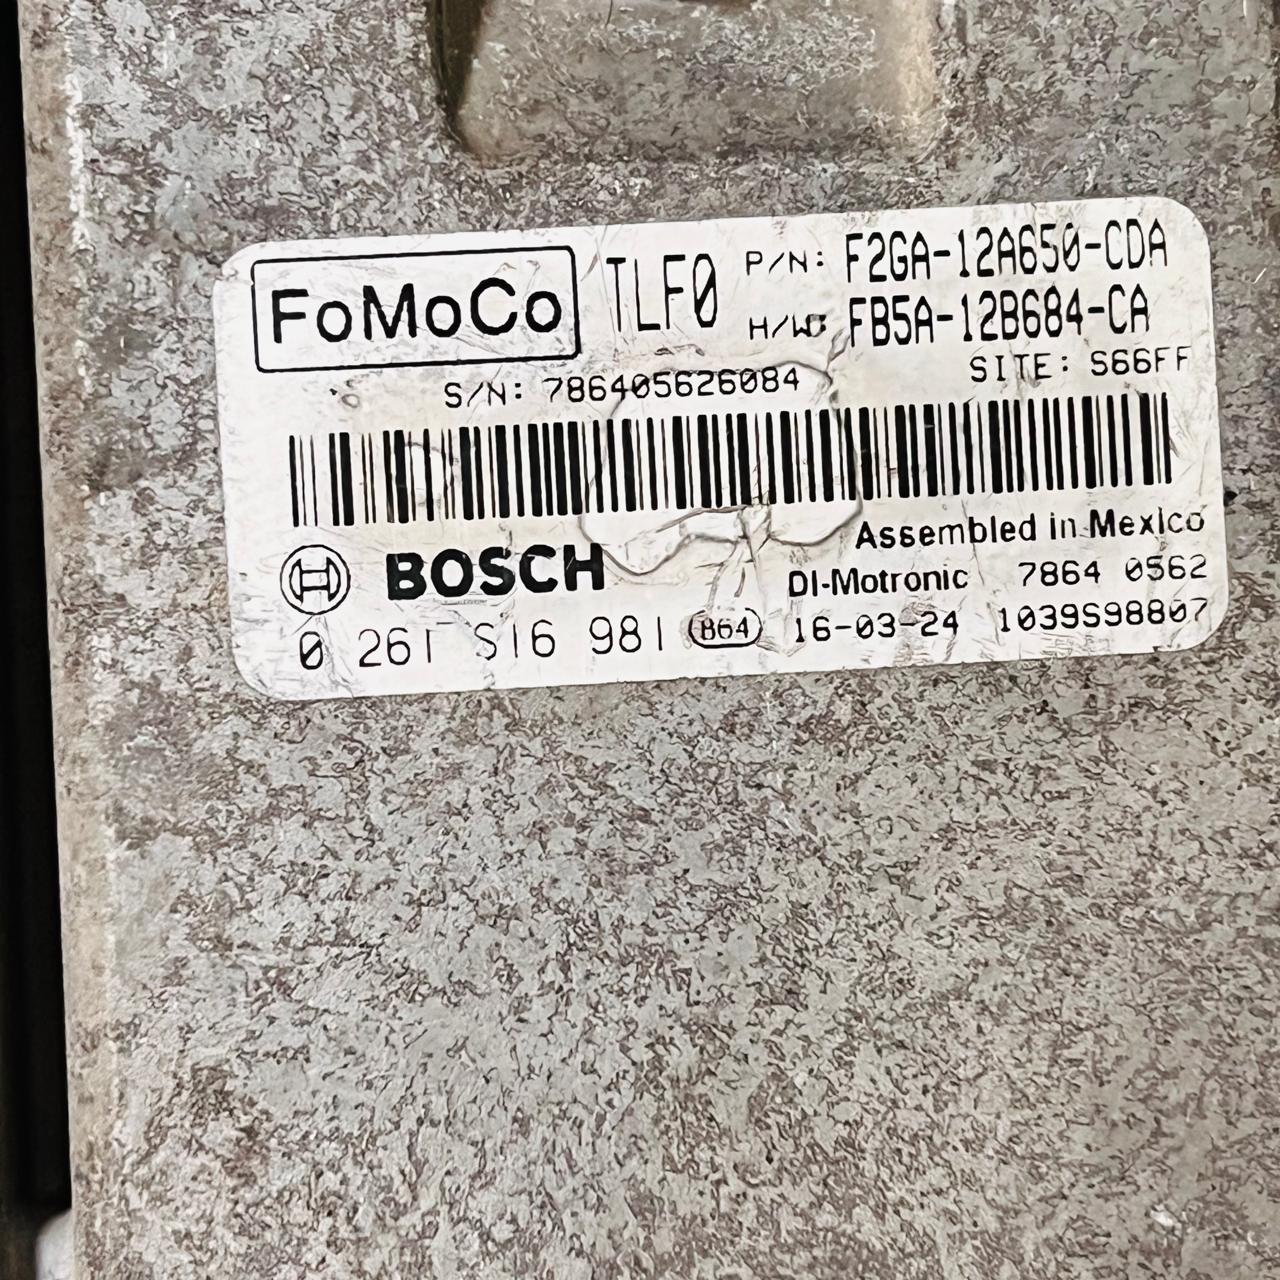 FoMoCo TLF0 P/N: F2GA-12A650-CDA
H/W: FB5A-12B684-CA
S/N: 786405626084 SITE: S66FF
Assembled in Mexico
BOSCH DI-Motronic 7864 0562
0 261 S16 981 B64 16-03-24 1039S98807